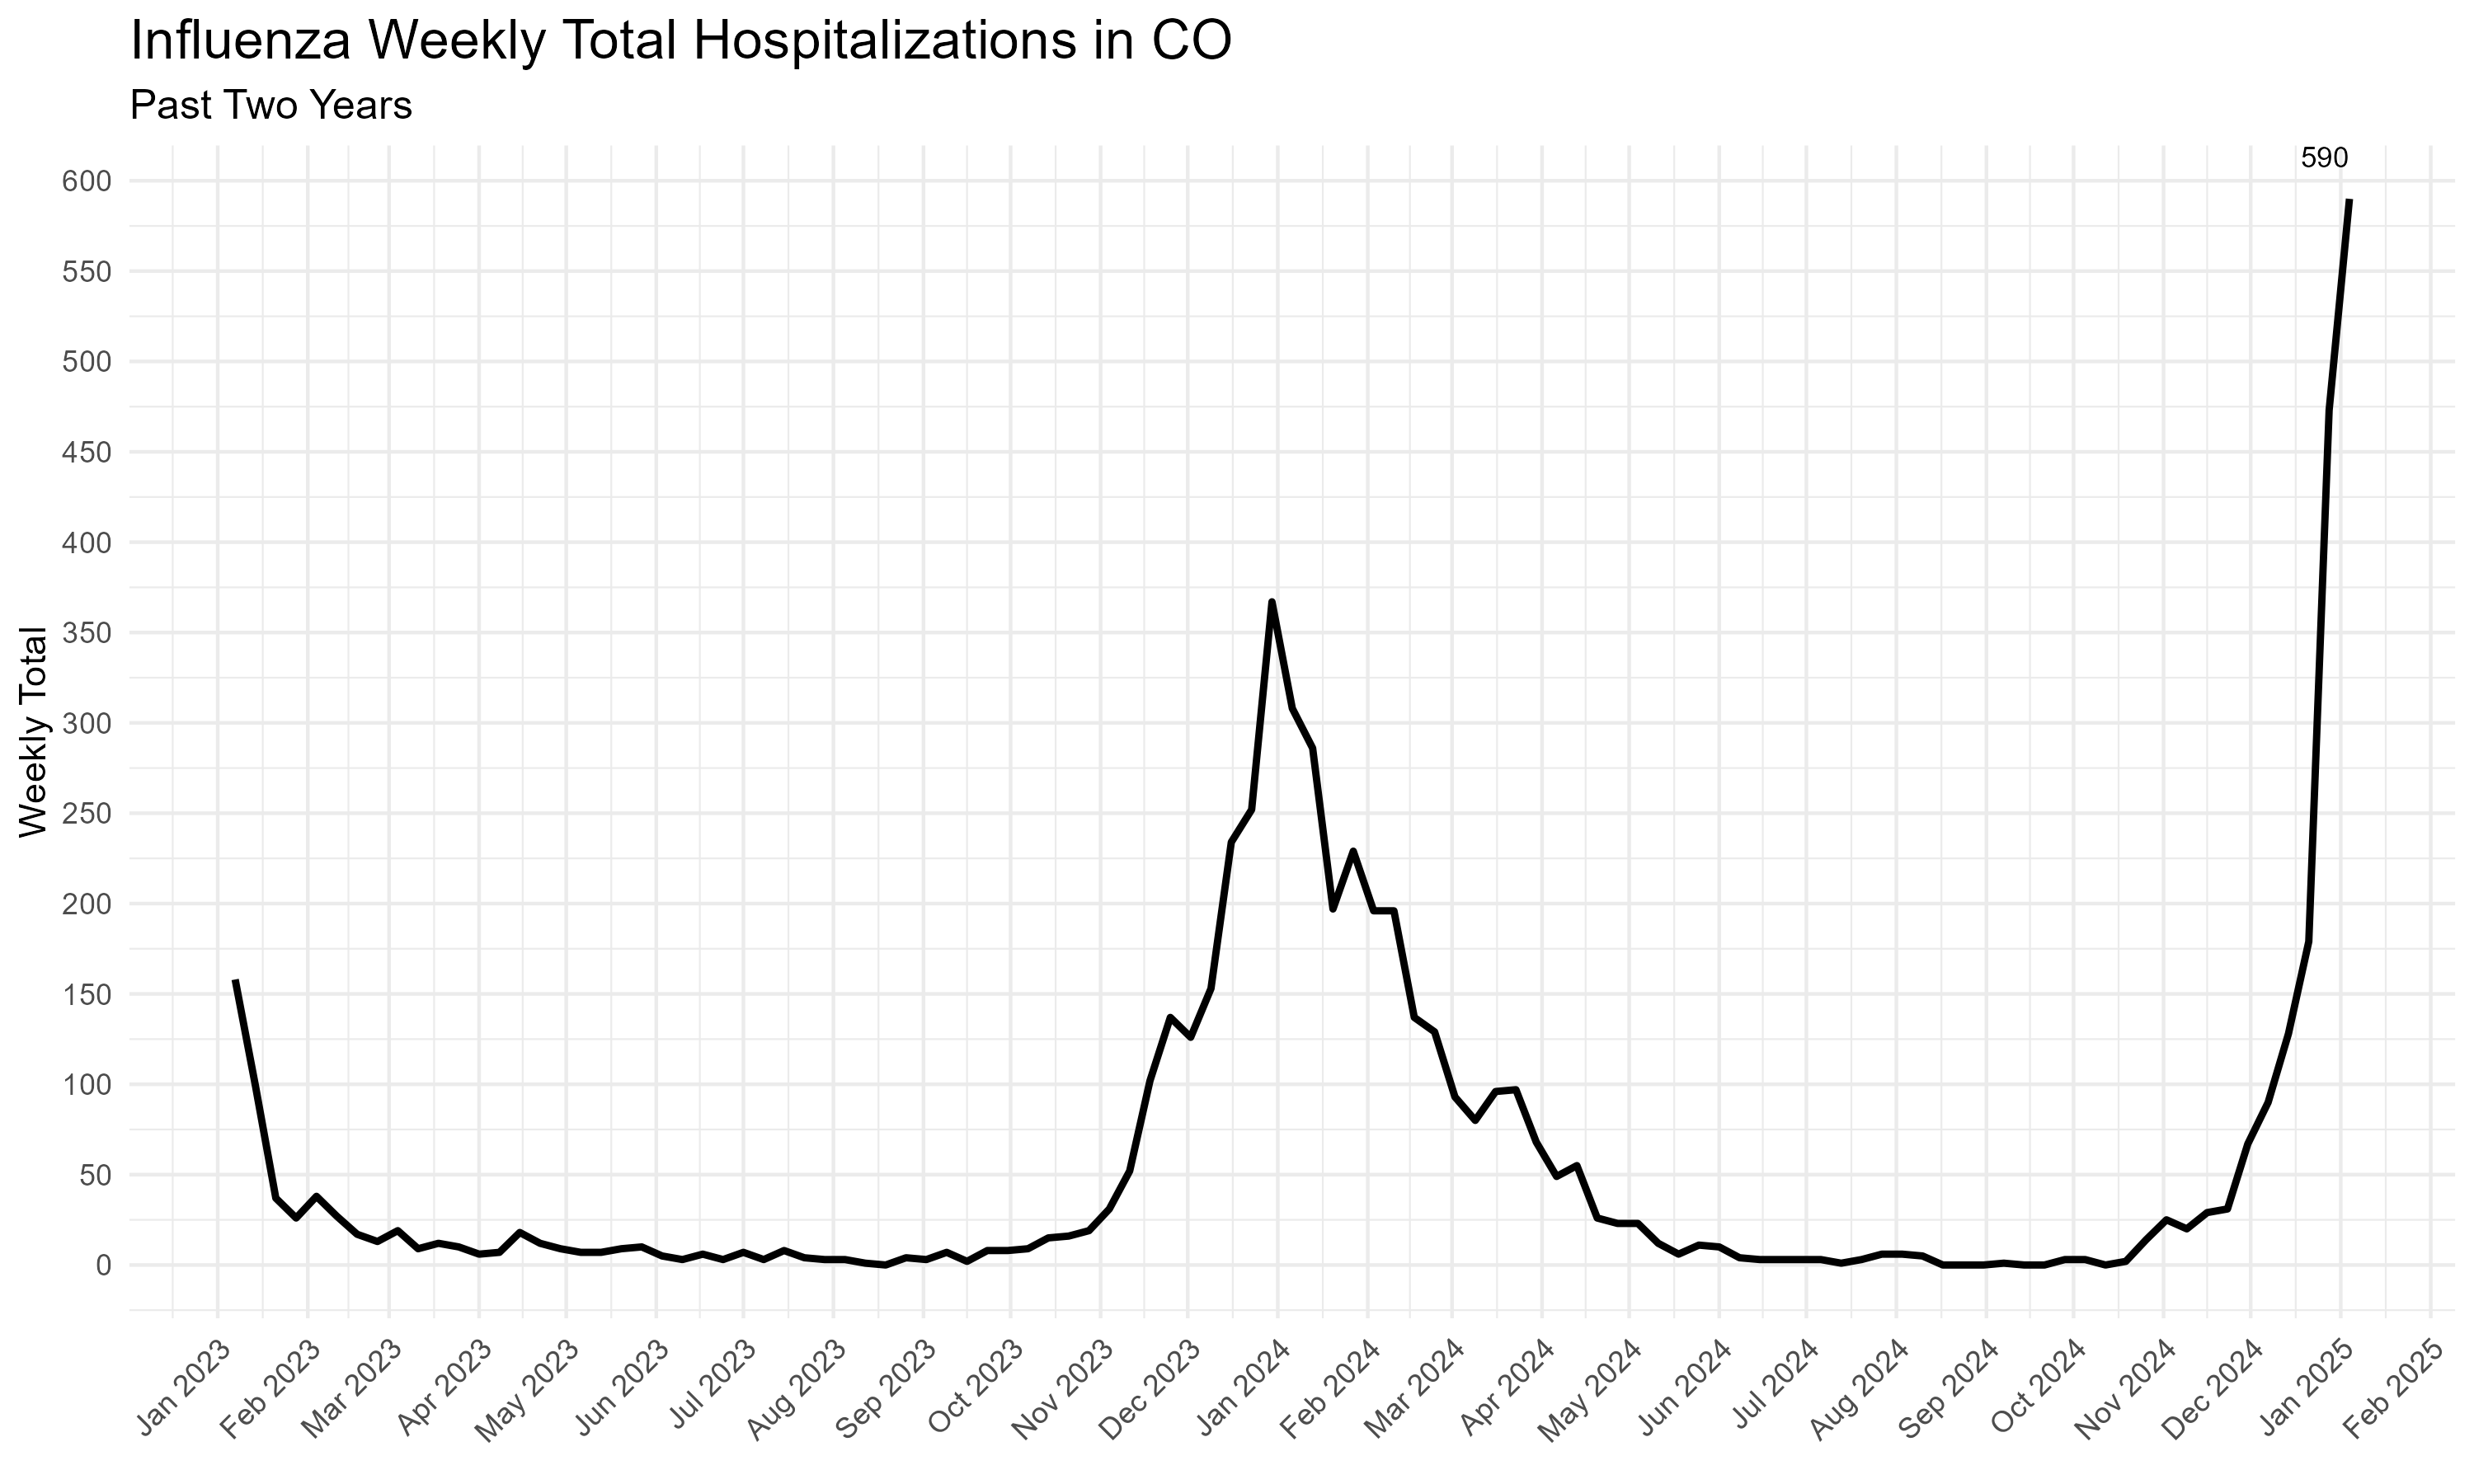 Influenza Weekly Total Hospitalizations in CO
Past Two Years
590
600
550
500
450
400
350
300
250
200
150
100
50
0
Weekly Total
Jan 2023
Feb 2023
Mar 2023
Apr 2023
May 2023
Jun 2023
Jul 2023
Aug 2023
Sep 2023
Oct 2023
Nov 2023
Dec 2023
Jan 2024
Feb 2024
Mar 2024
Apr 2024
May 2024
Jun 2024
Jul 2024
Aug 2024
Sep 2024
Oct 2024
Nov 2024
Dec 2024
Jan 2025
Feb 2025